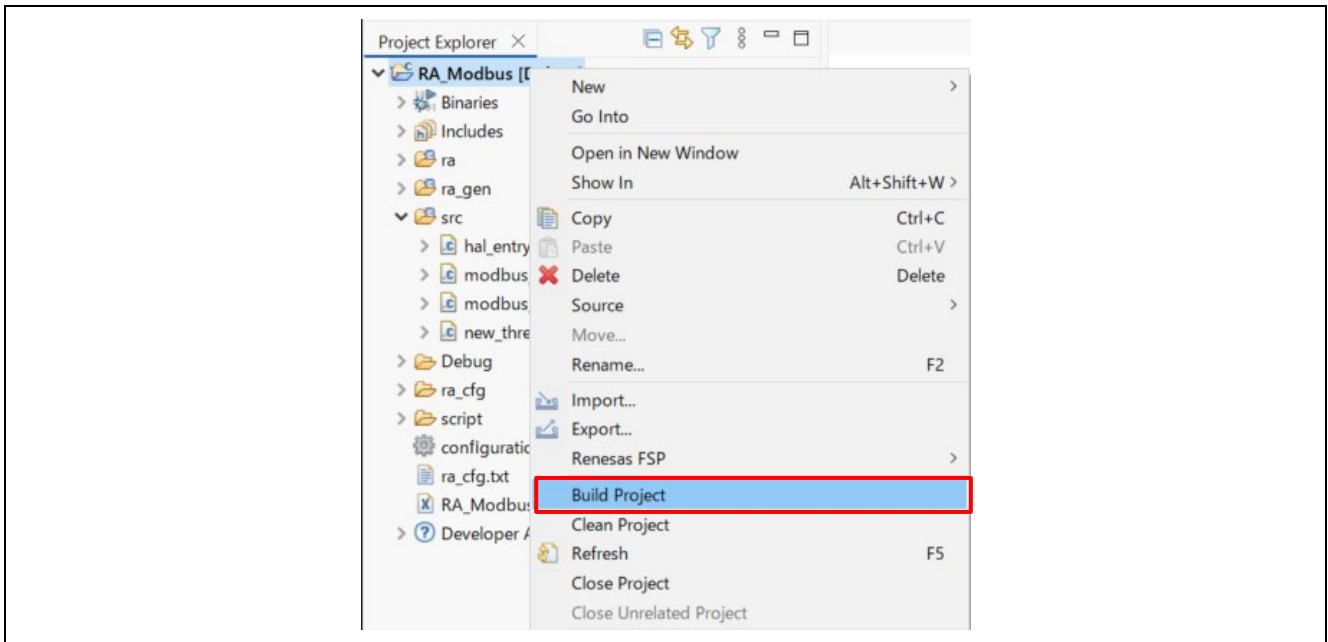 Project Explorer
RA_Modbus [D
Binaries
Includes
ra
ra_gen
src
hal_entry
modbus_
modbus_
new_thre
Debug
ra_cfg
script
configuratio
ra_cfg.txt
RA_Modbus
Developer A
New
Go Into
Open in New Window
Show In Alt+Shift+W >
Copy Ctrl+C
Paste Ctrl+V
Delete Delete
Source
Move...
Rename... F2
Import...
Export...
Renesas FSP
Build Project
Clean Project
Refresh F5
Close Project
Close Unrelated Project